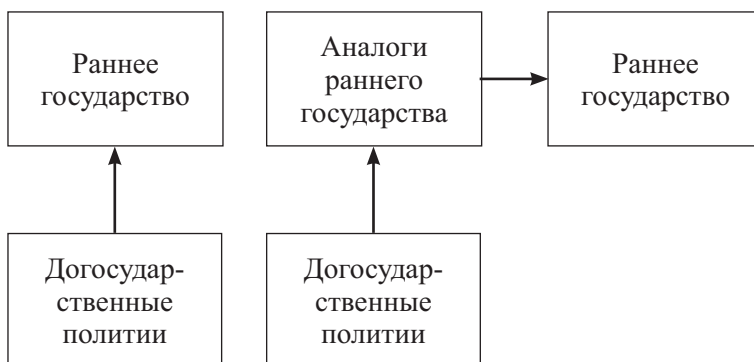 Раннее
государство
Аналоги
раннего
государства
Раннее
государство
Догосудар-
ственные
политии
Догосудар-
ственные
политии